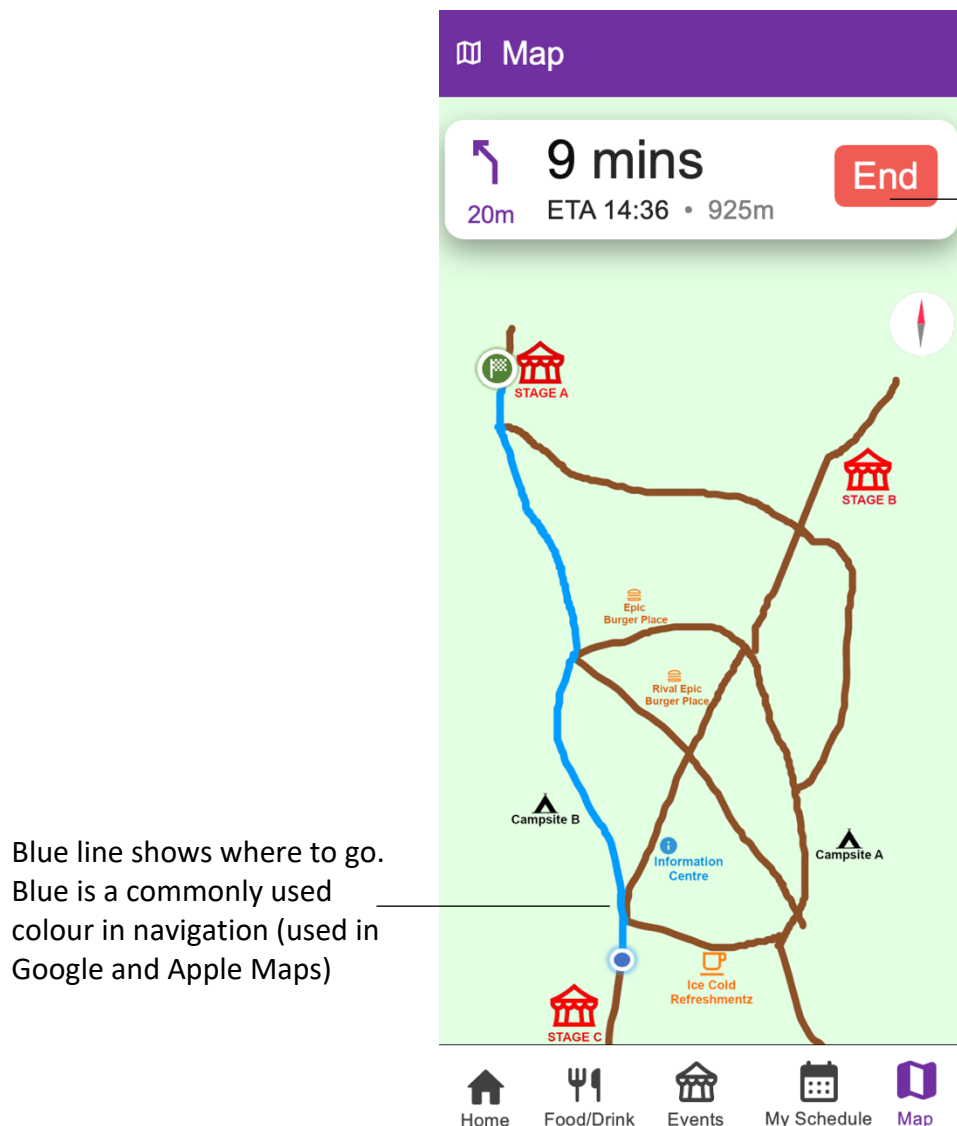 Map
9 mins
End
20m
ETA 14:36 • 925m
STAGE A
STAGE B
Epic
Burger Place
Rival Epic
Burger Place
Campsite B
Campsite A
Information
Centre
Blue line shows where to go.
Blue is a commonly used
colour in navigation (used in
Google and Apple Maps)
Ice Cold
Refreshmentz
STAGE C
Home
Food/Drink
Events
My Schedule
Map